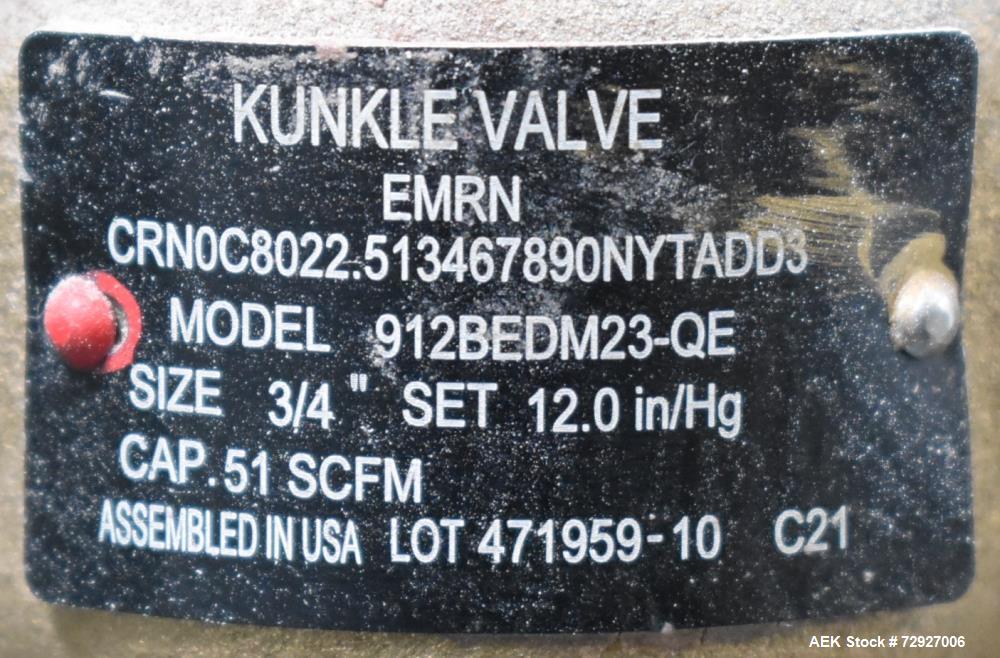 KUNKLE VALVE
EMRN
CRN0C8022.513467890NYTADD3
MODEL 912BEDM23-QE
SIZE 3/4 " SET 12.0 in/Hg
CAP.51 SCFM
ASSEMBLED IN USA LOT 471959-10 C21
AEK Stock # 72927006